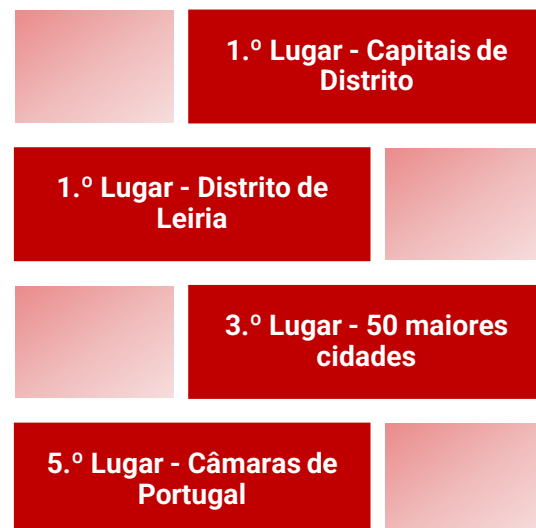 1.º Lugar - Capitais de
Distrito
1.º Lugar - Distrito de
Leiria
3.º Lugar - 50 maiores
cidades
5.º Lugar - Câmaras de
Portugal